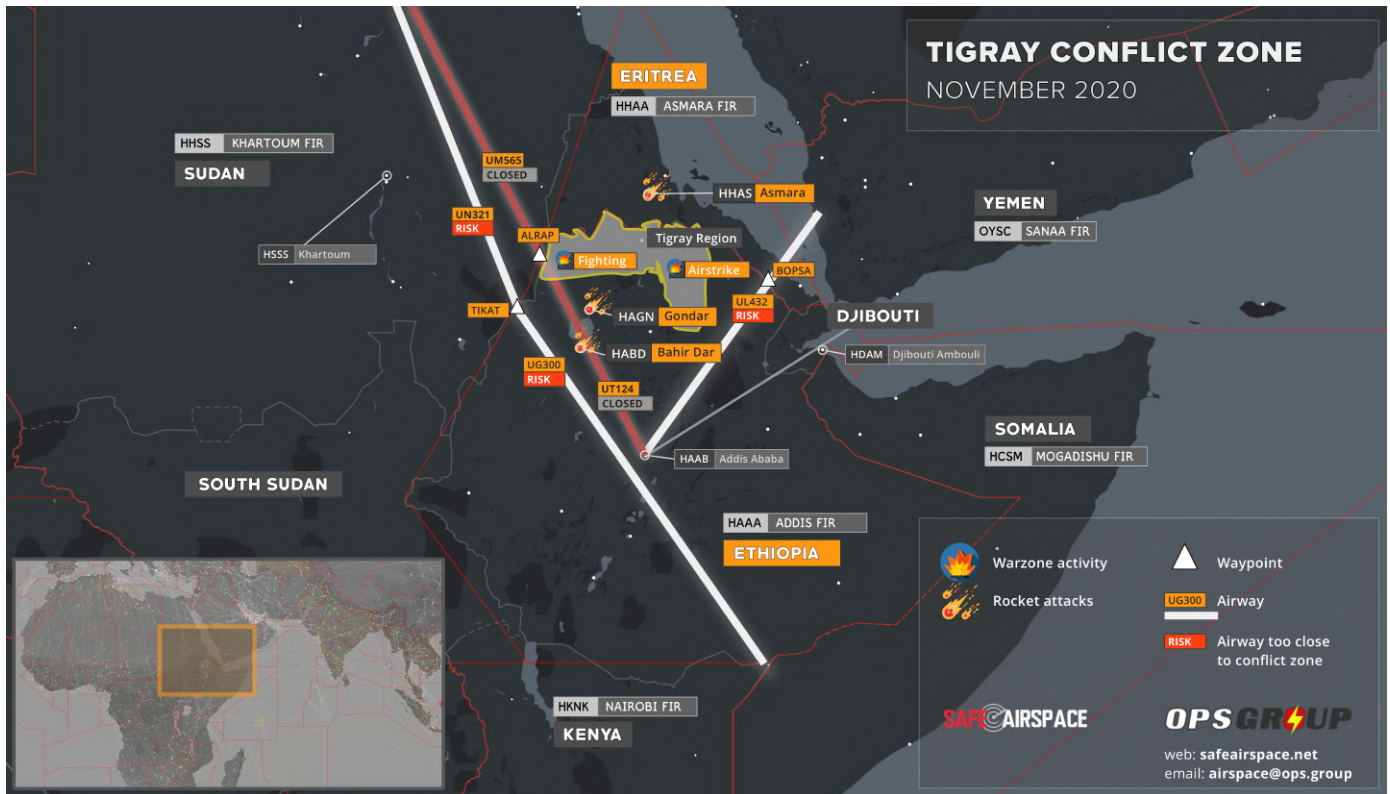 TIGRAY CONFLICT ZONE
NOVEMBER 2020
ERITREA
HHAA ASMARA FIR
HHSS KHARTOUM FIR
SUDAN
UM565
CLOSED
HHAS Asmara
YEMEN
OYSC SANAA FIR
UN321
RISK
ALRAP
Tigray Region
HSSS Khartoum
Fighting
Airstrike
BOPSA
TIKAT
UL432
RISK
HAGN Gondar
DJIBOUTI
HABD Bahir Dar
HDAM Djibouti Ambouli
UG300
RISK
UT124
CLOSED
SOMALIA
HCSM MOGADISHU FIR
HAAB Addis Ababa
SOUTH SUDAN
HAAA ADDIS FIR
ETHIOPIA
HKNK NAIROBI FIR
KENYA
Warzone activity
Waypoint
Rocket attacks
UG300 Airway
RISK Airway too close
to conflict zone
SAFE AIRSPACE
OPSGROUP
web: safeairspace.net
email: airspace@ops.group